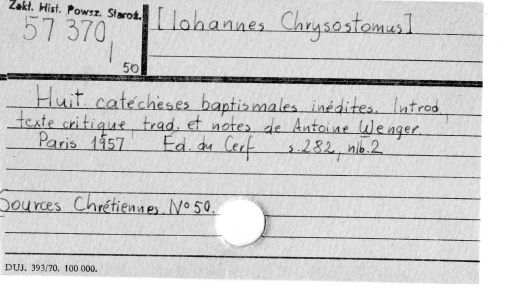 Zakł. Hist. Powsz. Staroż.
57 370
1
50
[Iohannes Chrysostomus]
Huit catéchèses baptismales inédites. Introd,
texte critique, trad. et notes de Antoine Wenger.
Paris 1957 Ed. du Cerf s. 282, nlb. 2
Sources Chrétiennes. N° 50.
DUJ. 393/70. 100 000.